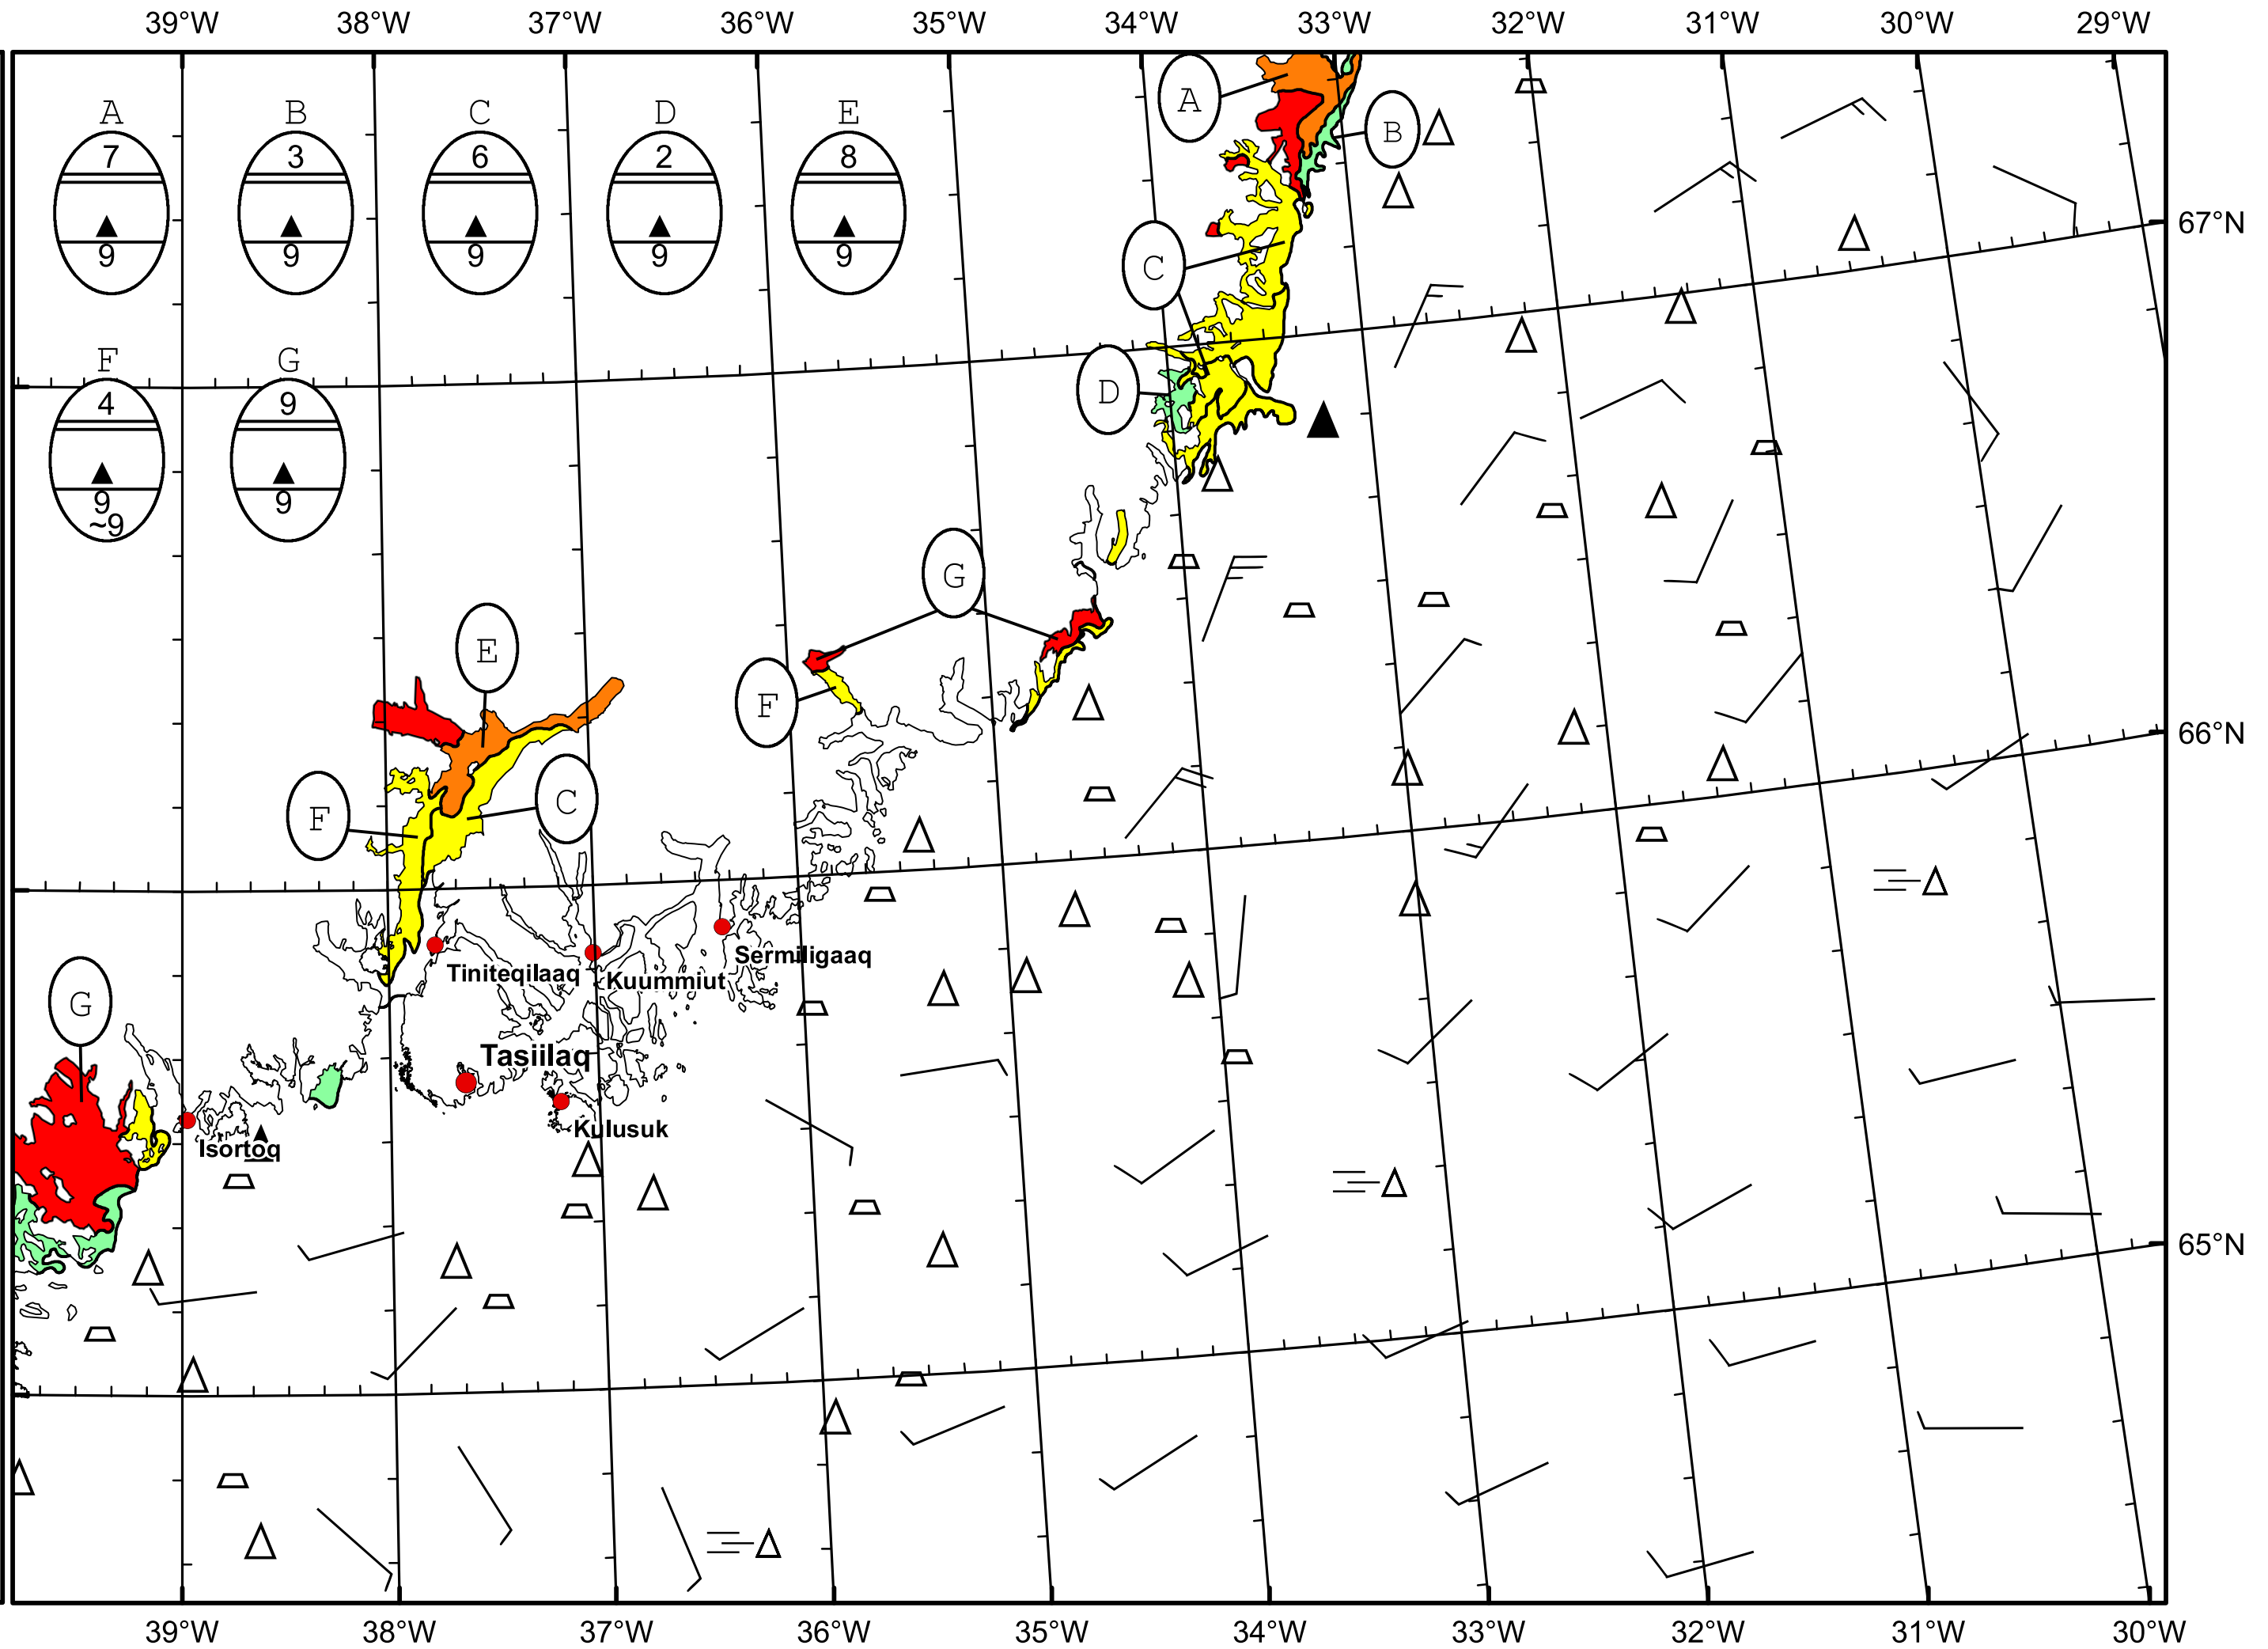 39°W 38°W 37°W 36°W 35°W 34°W 33°W 32°W 31°W 30°W 29°W
A B C D E
7 3 6 2 8
9 9 9 9 9
F G
4 9
9 9
~9
A
B
C
D
G
E
F
F
C
G
67°N
66°N
65°N
Sermiligaaq
Tiniteqilaaq
Kuummiut
Tasiilaq
Kulusuk
Isortoq
39°W 38°W 37°W 36°W 35°W 34°W 33°W 32°W 31°W 30°W